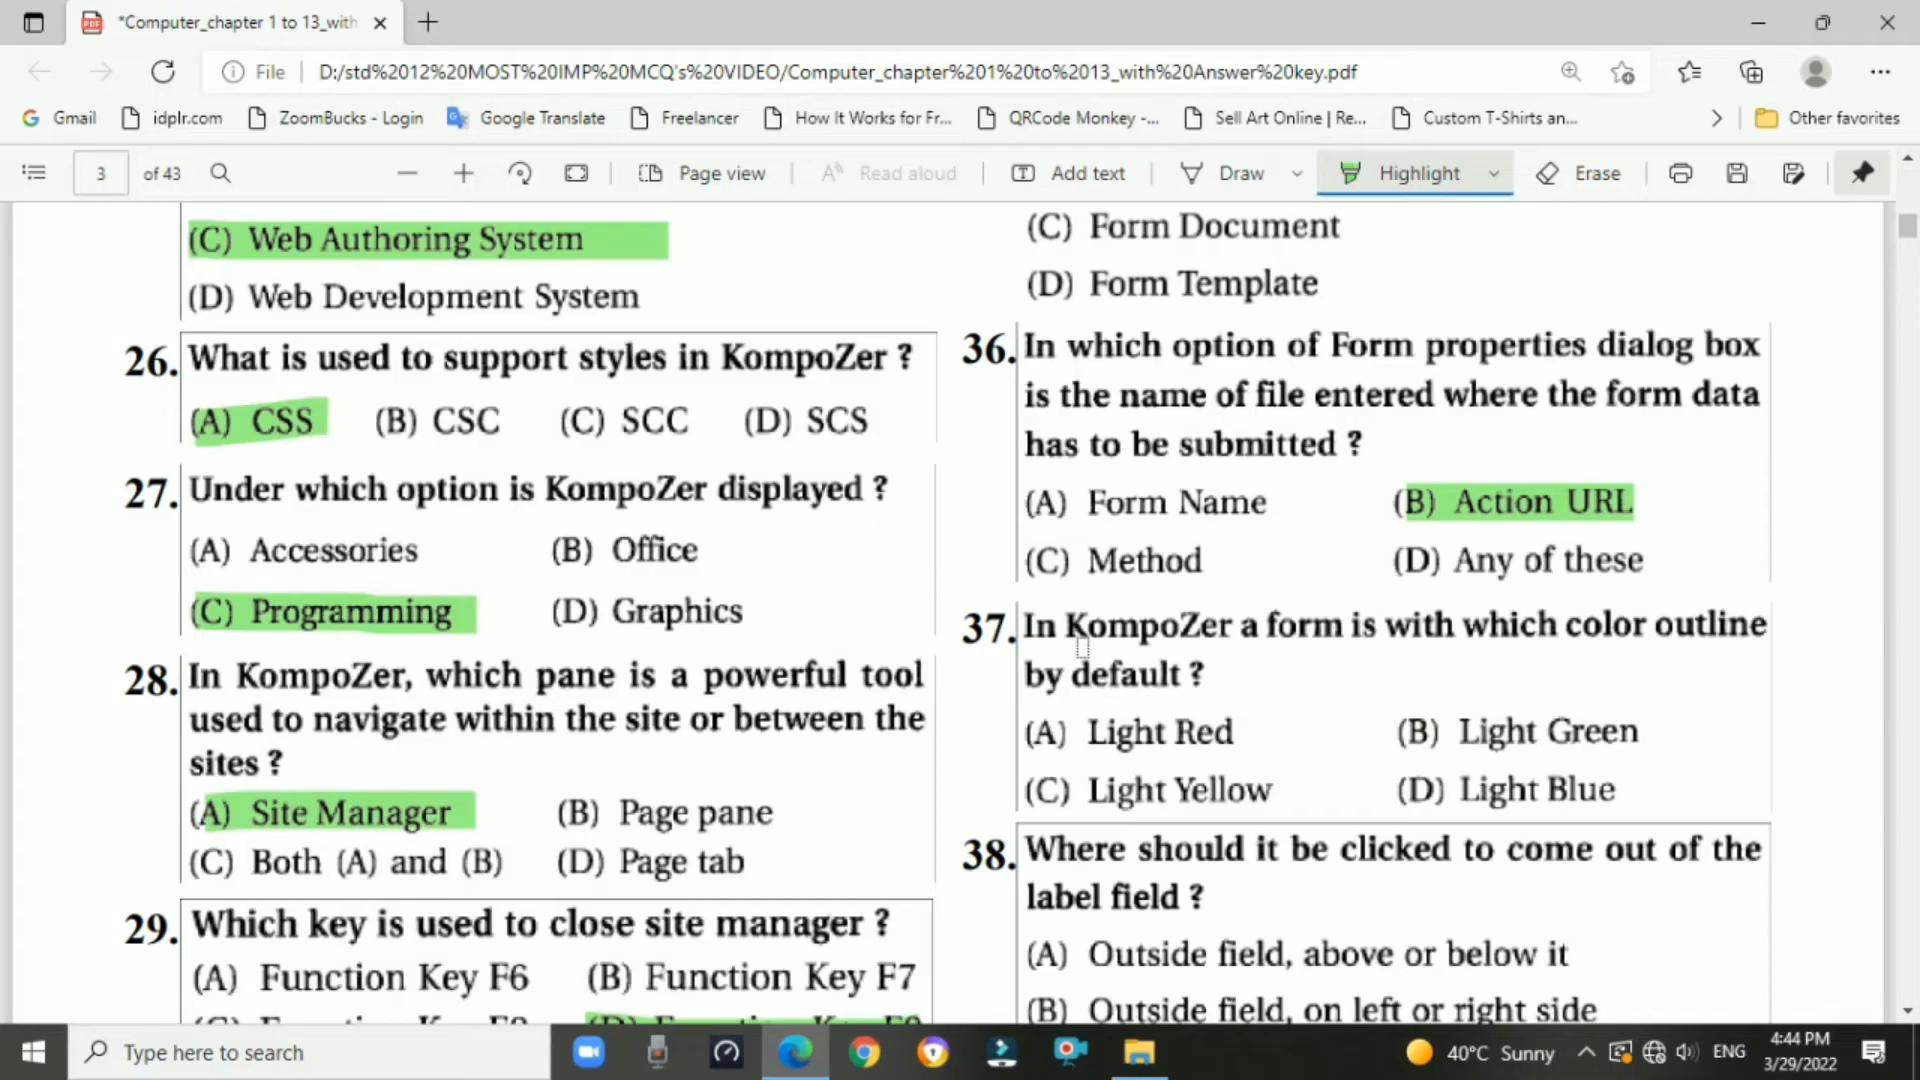 *Computer_chapter 1 to 13_with
File
D:/std%2012%20MOST%20IMP%20MCQ's%20VIDEO/Computer_chapter%201%20to%2013_with%20Answer%20key.pdf
Gmail
idplr.com
ZoomBucks - Login
Google Translate
Freelancer
How It Works for Fr...
QRCode Monkey -...
Sell Art Online | Re...
Custom T-Shirts an...
Other favorites
3 of 43
Page view
Read aloud
Add text
Draw
Highlight
Erase
(C) Web Authoring System
(D) Web Development System
26. What is used to support styles in KompoZer ?
(A) CSS (B) CSC (C) SCC (D) SCS
27. Under which option is KompoZer displayed ?
(A) Accessories (B) Office
(C) Programming (D) Graphics
28. In KompoZer, which pane is a powerful tool
used to navigate within the site or between the
sites ?
(A) Site Manager (B) Page pane
(C) Both (A) and (B) (D) Page tab
29. Which key is used to close site manager ?
(A) Function Key F6 (B) Function Key F7
(C) Form Document
(D) Form Template
36. In which option of Form properties dialog box
is the name of file entered where the form data
has to be submitted ?
(A) Form Name (B) Action URL
(C) Method (D) Any of these
37. In KompoZer a form is with which color outline
by default ?
(A) Light Red (B) Light Green
(C) Light Yellow (D) Light Blue
38. Where should it be clicked to come out of the
label field ?
(A) Outside field, above or below it
(B) Outside field, on left or right side
Type here to search
40°C Sunny
ENG
4:44 PM
3/29/2022